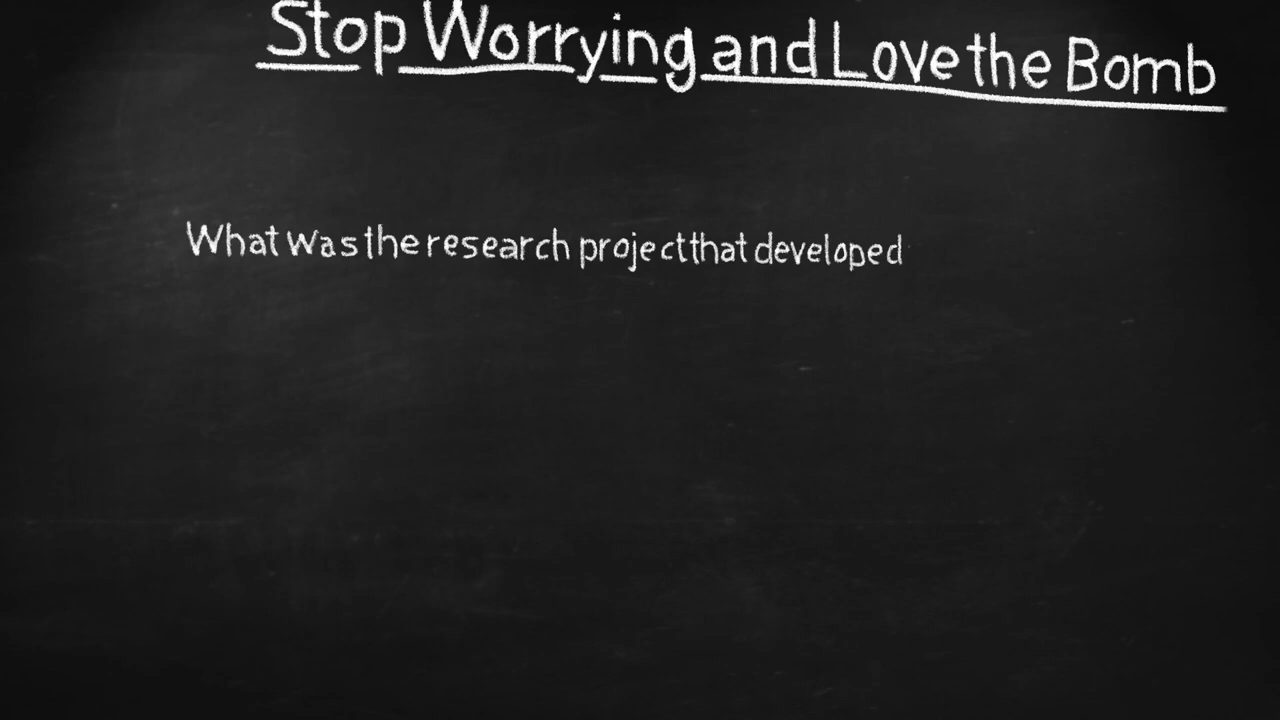 Stop Worrying and Love the Bomb
What was the research project that developed